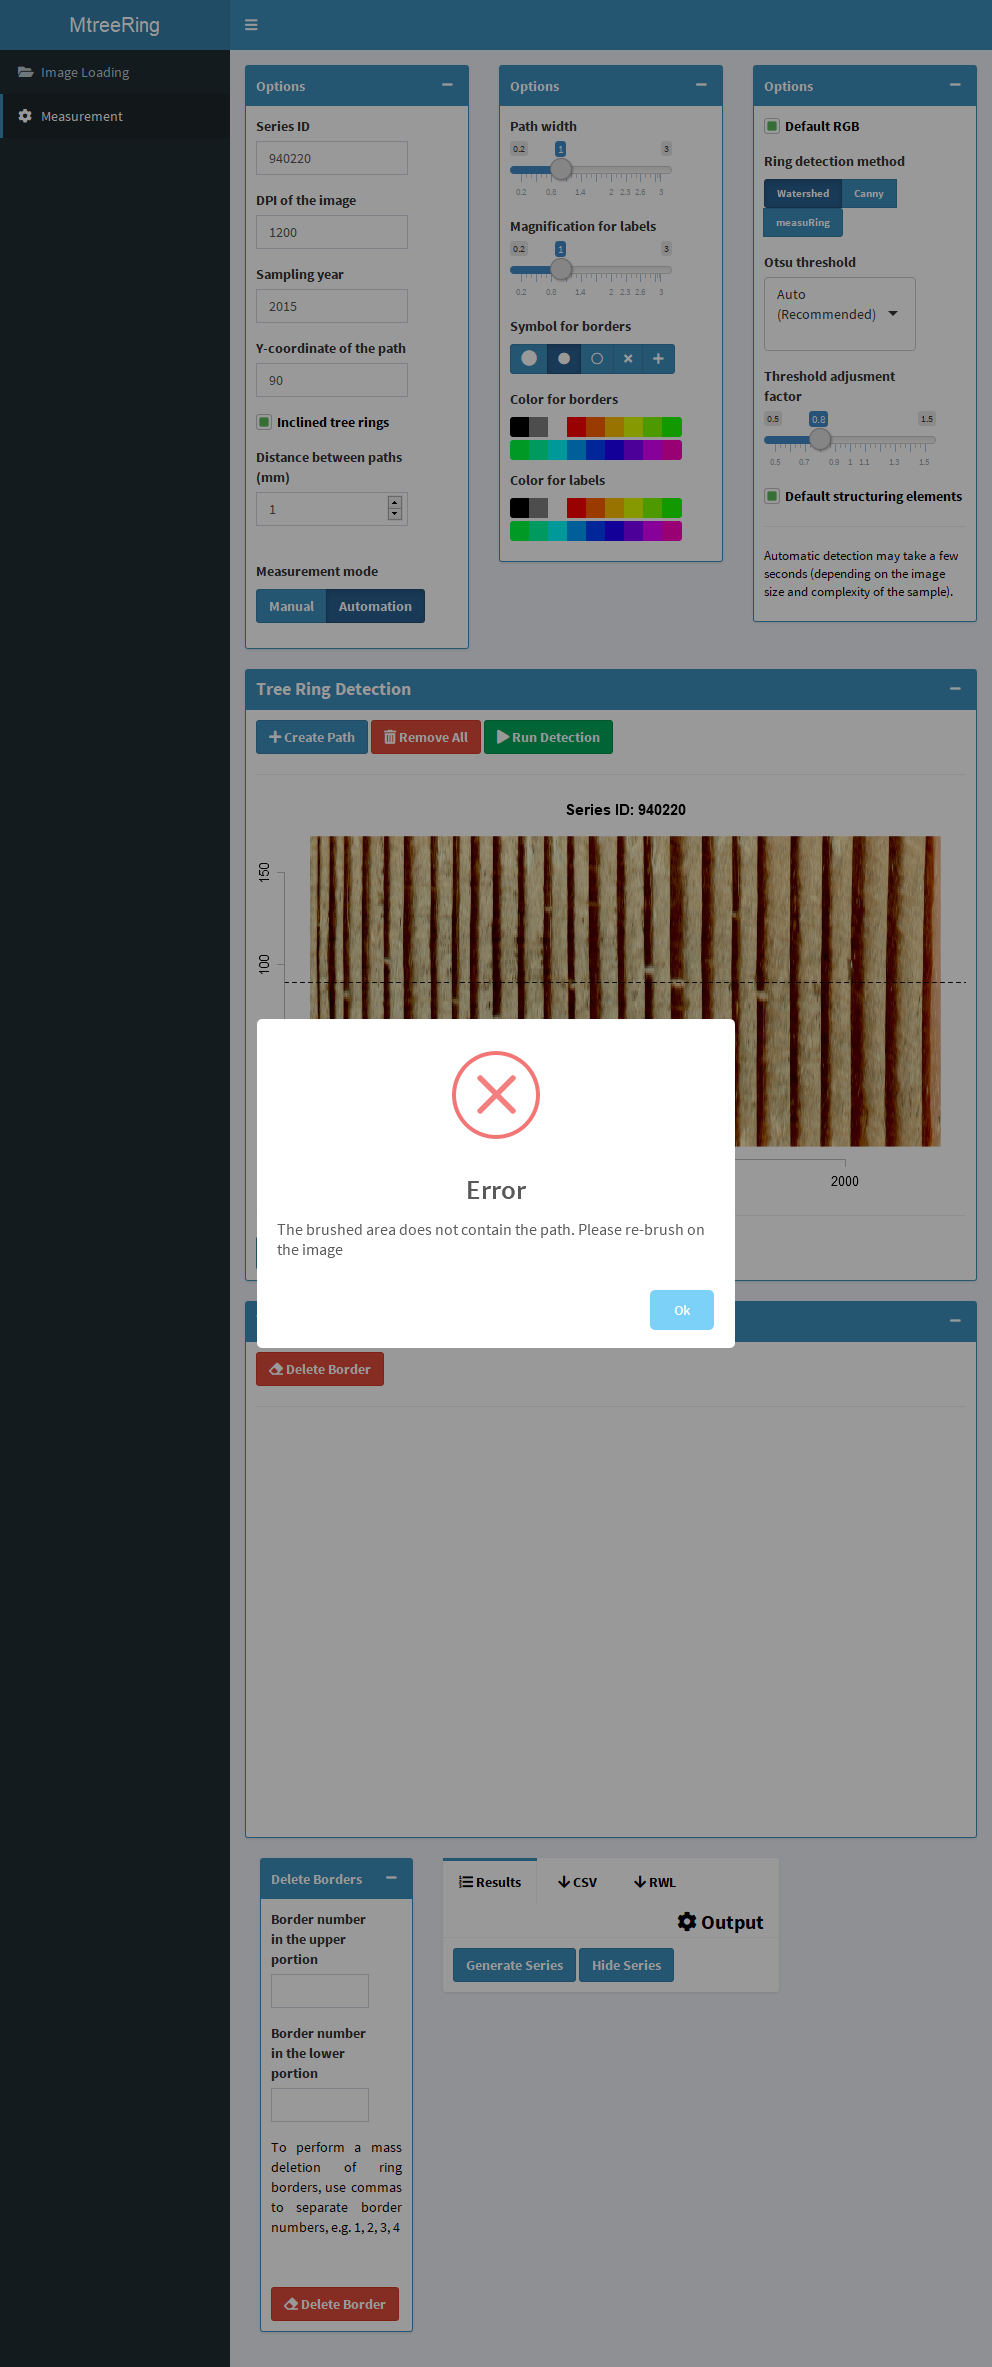 MtreeRing
Image Loading
Measurement
Options
Series ID
940220
DPI of the image
1200
Sampling year
2015
Y-coordinate of the path
90
Inclined tree rings
Distance between paths
(mm)
1
Measurement mode
Manual Automation
Options
Path width
0.2 1 3
0.2 0.8 1.4 2 2.3 2.6 3
Magnification for labels
0.2 1 3
0.2 0.8 1.4 2 2.3 2.6 3
Symbol for borders
Color for borders
Color for labels
Options
Default RGB
Ring detection method
Watershed Canny
measuRing
Otsu threshold
Auto
(Recommended)
Threshold adjusment
factor
0.5 0.8 1.5
0.5 0.7 0.9 1 1.1 1.3 1.5
Default structuring elements
Automatic detection may take a few
seconds (depending on the image
size and complexity of the sample).
Tree Ring Detection
Create Path Remove All Run Detection
Series ID: 940220
150
100
2000
Error
The brushed area does not contain the path. Please re-brush on
the image
Ok
Delete Border
Delete Borders
Border number
in the upper
portion
Border number
in the lower
portion
To perform a mass
deletion of ring
borders, use commas
to separate border
numbers, e.g. 1, 2, 3, 4
Delete Border
Results CSV RWL
Output
Generate Series Hide Series